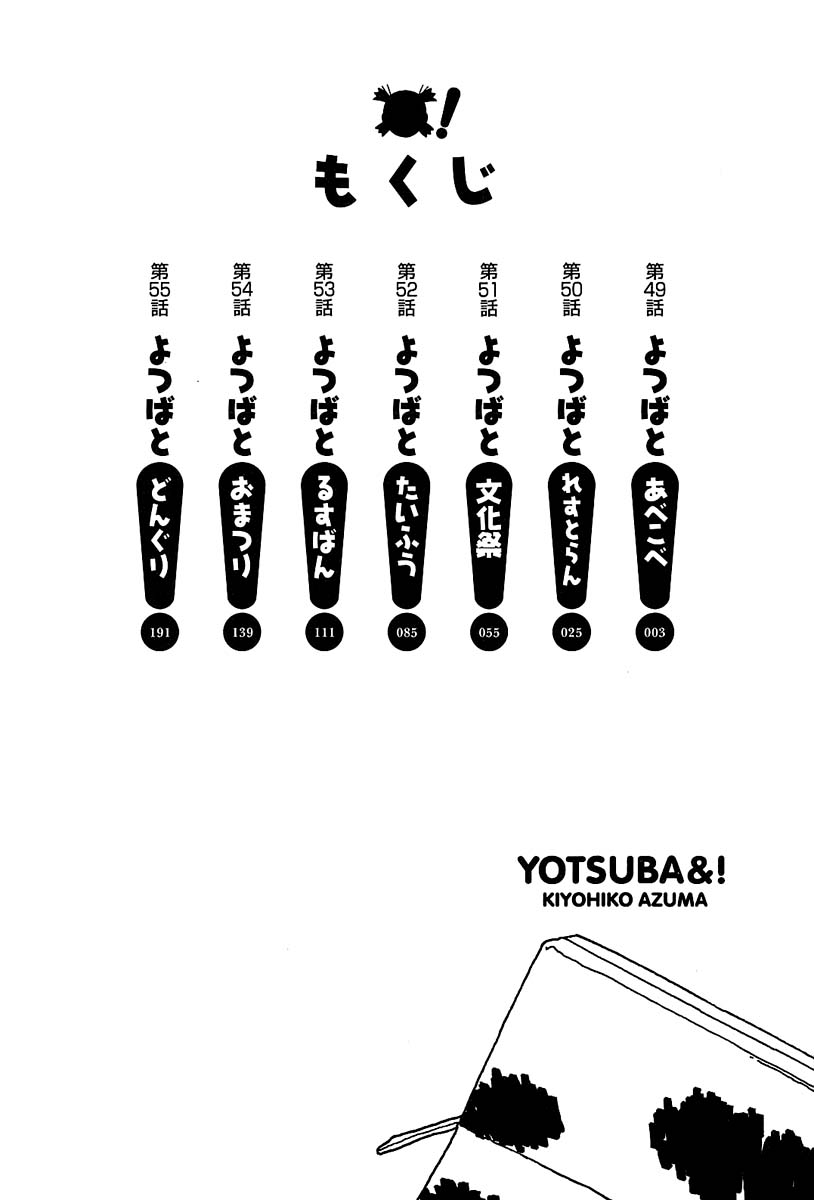 !
もくじ
第49話 よつばと あべこべ 003
第50話 よつばと れすとらん 025
第51話 よつばと 文化祭 055
第52話 よつばと たいふう 085
第53話 よつばと るすばん 111
第54話 よつばと おまつり 139
第55話 よつばと どんぐり 191
YOTSUBA&!
KIYOHIKO AZUMA